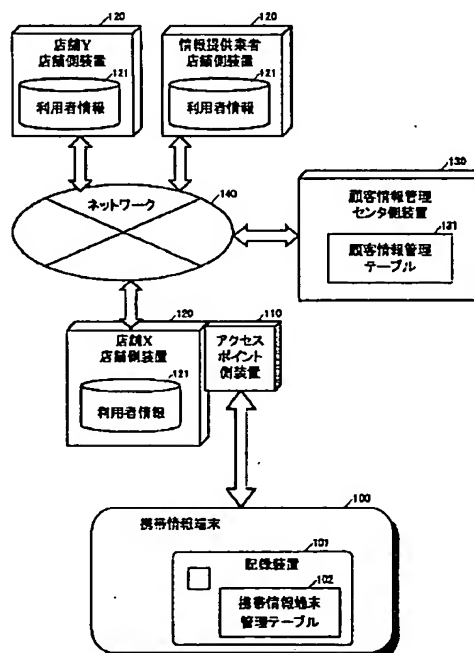 120
店舗Y
店舗側装置
121
利用者情報
120
情報提供業者
店舗側装置
121
利用者情報
130
顧客情報管理
センタ側装置
131
顧客情報管理
テーブル
140
ネットワーク
120
店舗X
店舗側装置
121
利用者情報
110
アクセス
ポイント
側装置
100
携帯情報端末
101
記録装置
102
携帯情報端末
管理テーブル